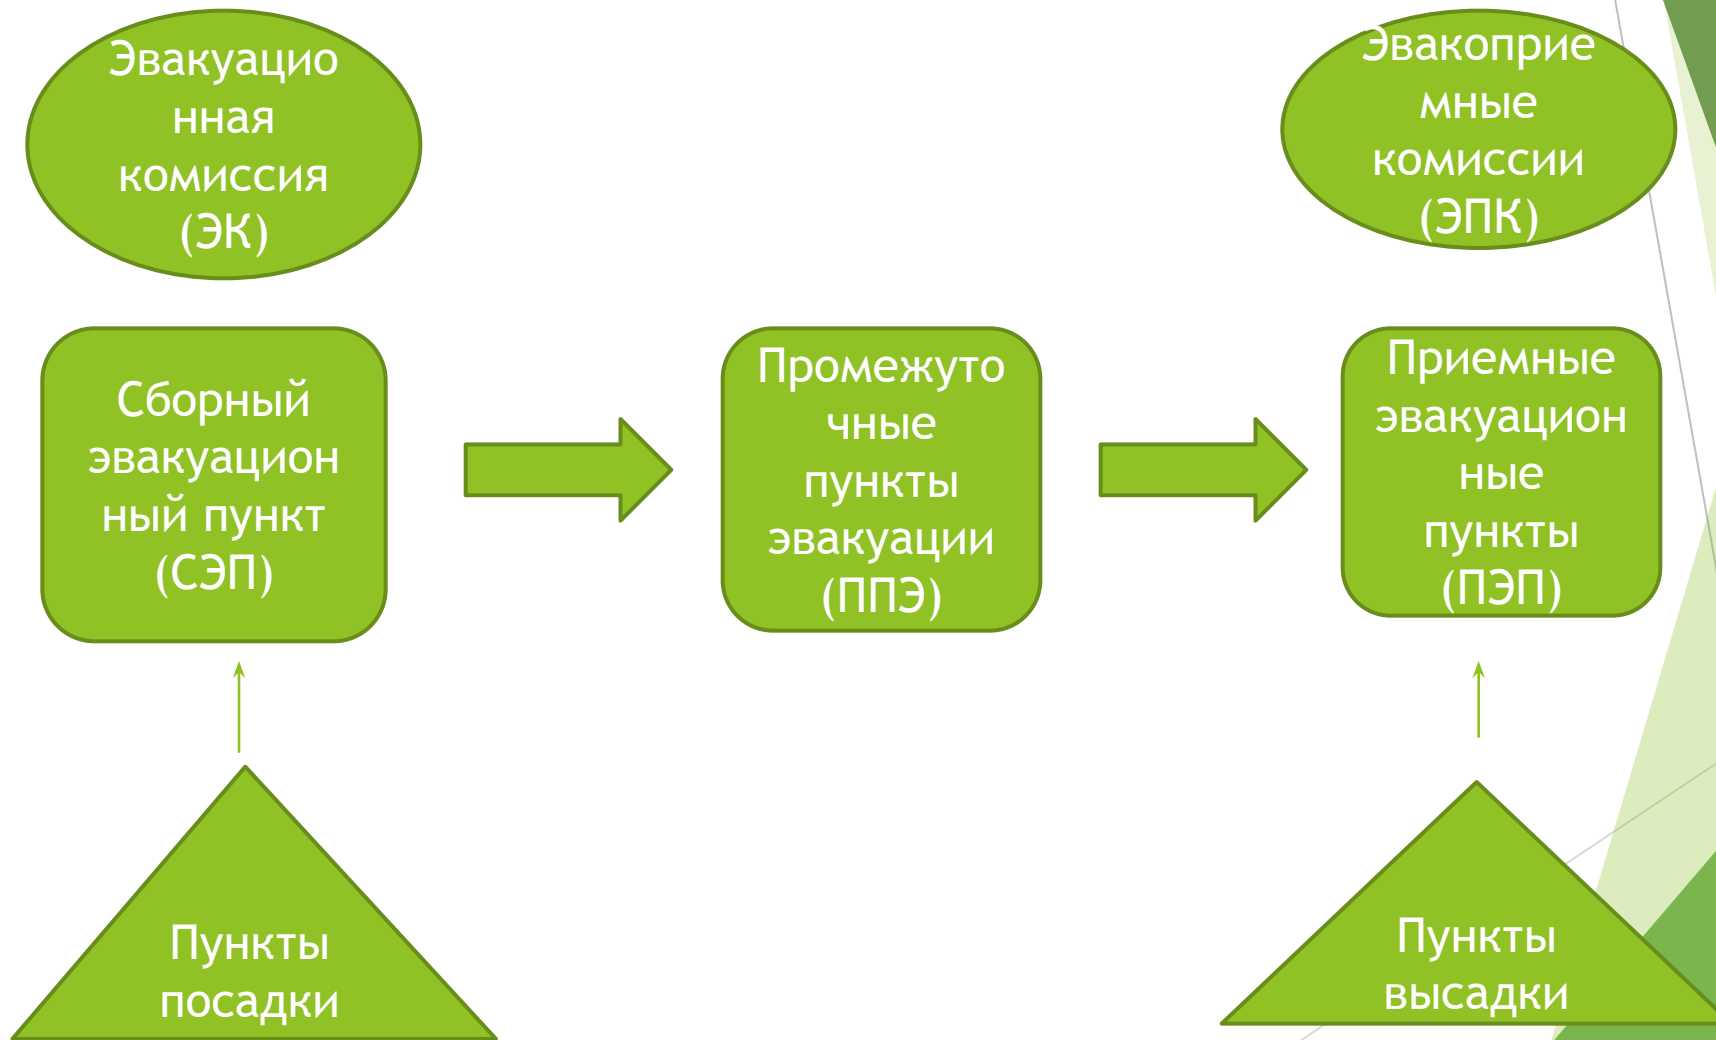 Эвакуацио
нная
комиссия
(ЭК)
Эвакоприе
мные
комиссии
(ЭПК)
Сборный
эвакуацион
ный пункт
(СЭП)
Промежуто
чные
пункты
эвакуации
(ППЭ)
Приемные
эвакуацион
ные
пункты
(ПЭП)
Пункты
посадки
Пункты
высадки